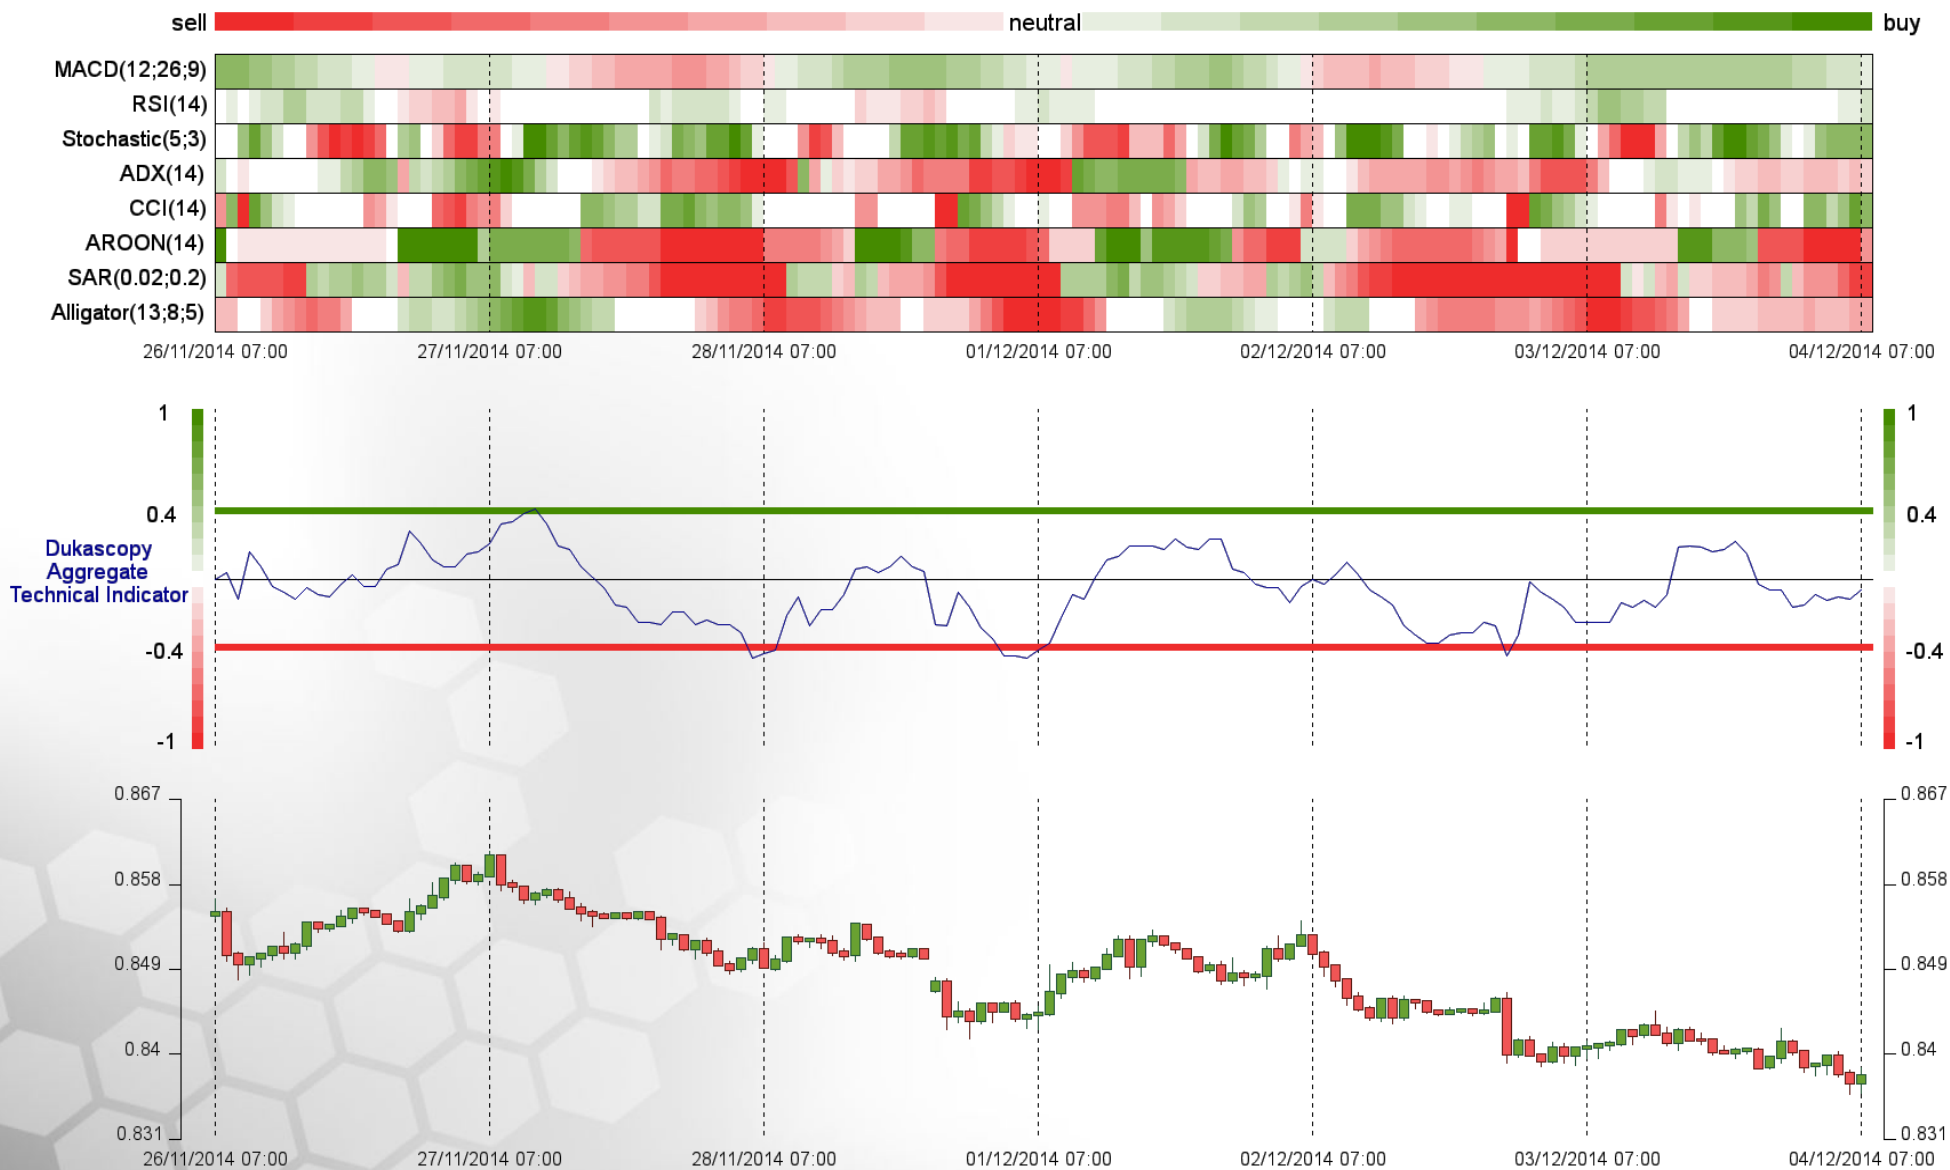 sell neutral buy
MACD(12;26;9)
RSI(14)
Stochastic(5;3)
ADX(14)
CCI(14)
AROON(14)
SAR(0.02;0.2)
Alligator(13;8;5)
26/11/2014 07:00 27/11/2014 07:00 28/11/2014 07:00 01/12/2014 07:00 02/12/2014 07:00 03/12/2014 07:00 04/12/2014 07:00
1 1
0.4 0.4
Dukascopy
Aggregate
Technical Indicator
-0.4 -0.4
-1 -1
0.867 0.867
0.858 0.858
0.849 0.849
0.84 0.84
0.831 0.831
26/11/2014 07:00 27/11/2014 07:00 28/11/2014 07:00 01/12/2014 07:00 02/12/2014 07:00 03/12/2014 07:00 04/12/2014 07:00